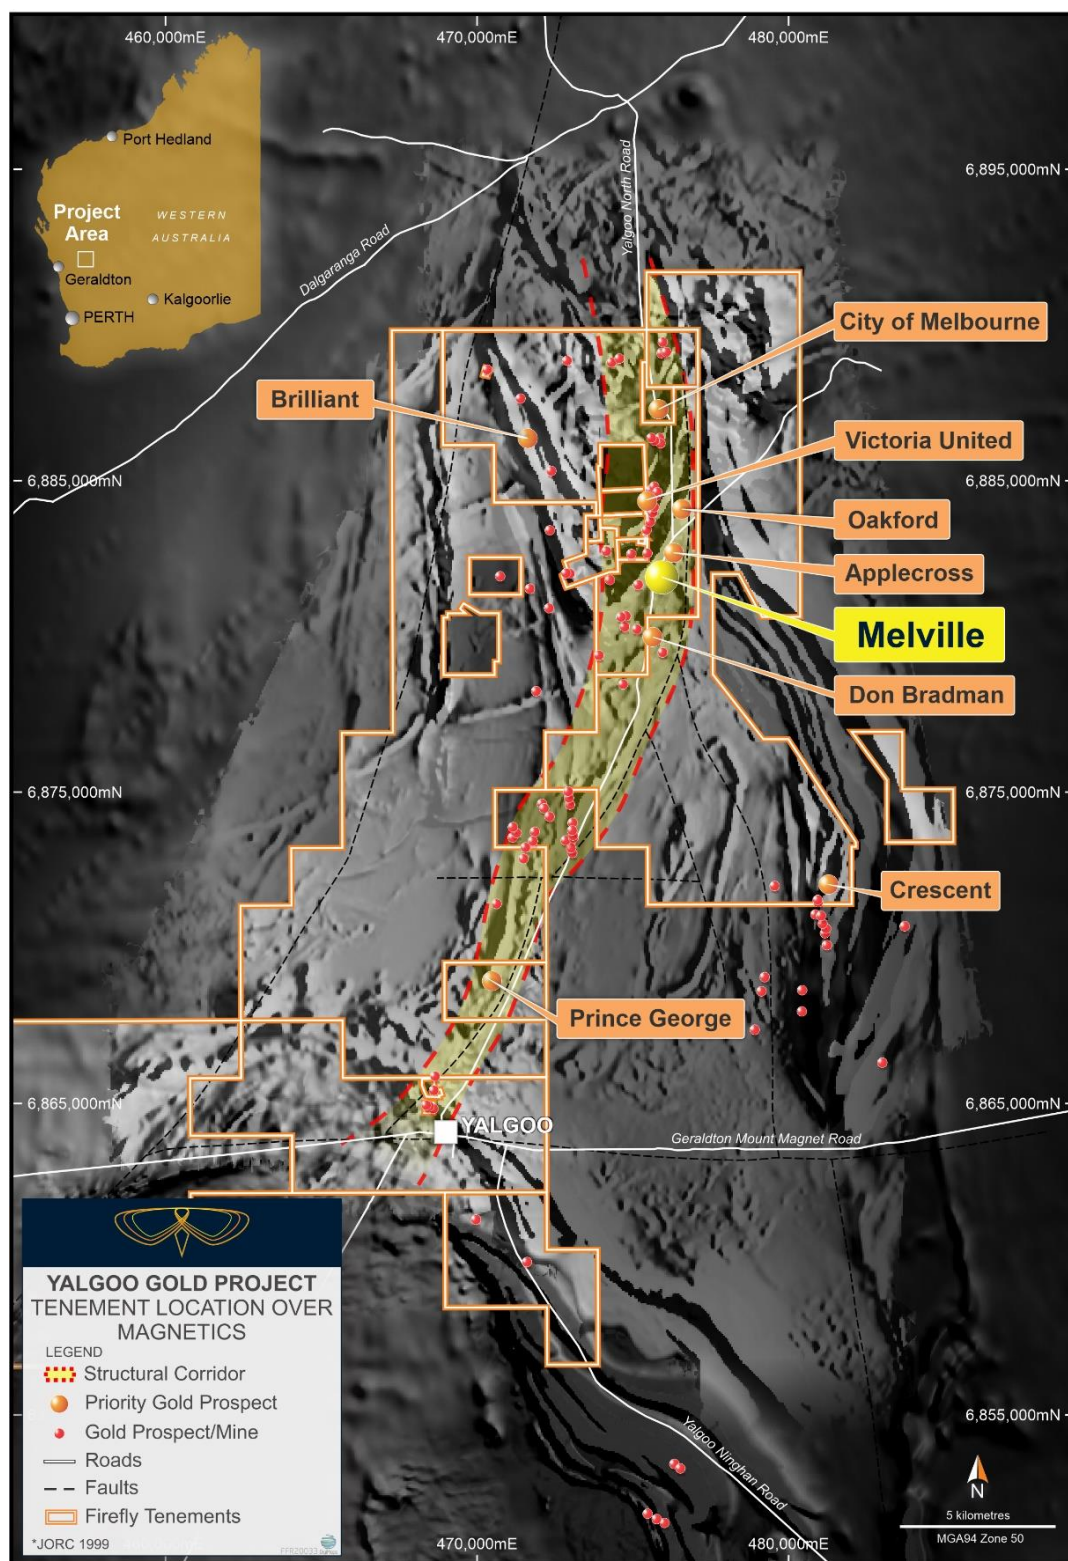 460,000mE
470,000mE
480,000mE
Port Hedland
Project
Area
WESTERN
AUSTRALIA
Geraldton
Kalgoorlie
PERTH
Dalgaranga Road
Yalgoo North Road
6,895,000mN
City of Melbourne
Brilliant
Victoria United
6,885,000mN
6,885,000mN
Oakford
Applecross
Melville
Don Bradman
6,875,000mN
6,875,000mN
Crescent
Prince George
6,865,000mN
6,865,000mN
YALGOO
Geraldton Mount Magnet Road
YALGOO GOLD PROJECT
TENEMENT LOCATION OVER
MAGNETICS
LEGEND
Structural Corridor
Priority Gold Prospect
Gold Prospect/Mine
Roads
Faults
Firefly Tenements
*JORC 1999
FFR20033
6,855,000mN
Yalgoo Ninghan Road
N
5 kilometres
MGA94 Zone 50
470,000mE
480,000mE